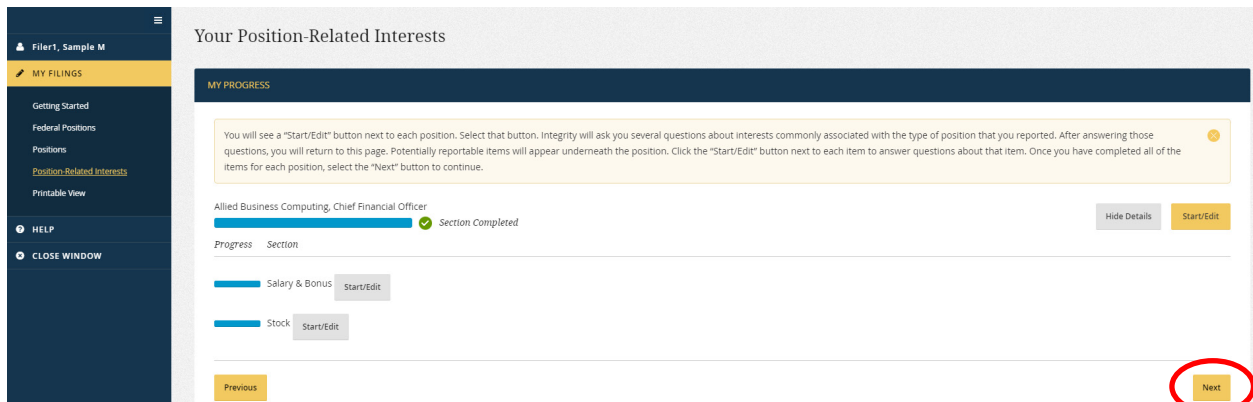 Filer1, Sample M
MY FILINGS
Getting Started
Federal Positions
Positions
Position-Related Interests
Printable View
HELP
CLOSE WINDOW
Your Position-Related Interests
MY PROGRESS
You will see a "Start/Edit" button next to each position. Select that button. Integrity will ask you several questions about interests commonly associated with the type of position that you reported. After answering those
questions, you will return to this page. Potentially reportable items will appear underneath the position. Click the "Start/Edit" button next to each item to answer questions about that item. Once you have completed all of the
items for each position, select the "Next" button to continue.
Allied Business Computing, Chief Financial Officer
Section Completed
Hide Details
Start/Edit
Progress Section
Salary & Bonus Start/Edit
Stock Start/Edit
Previous
Next